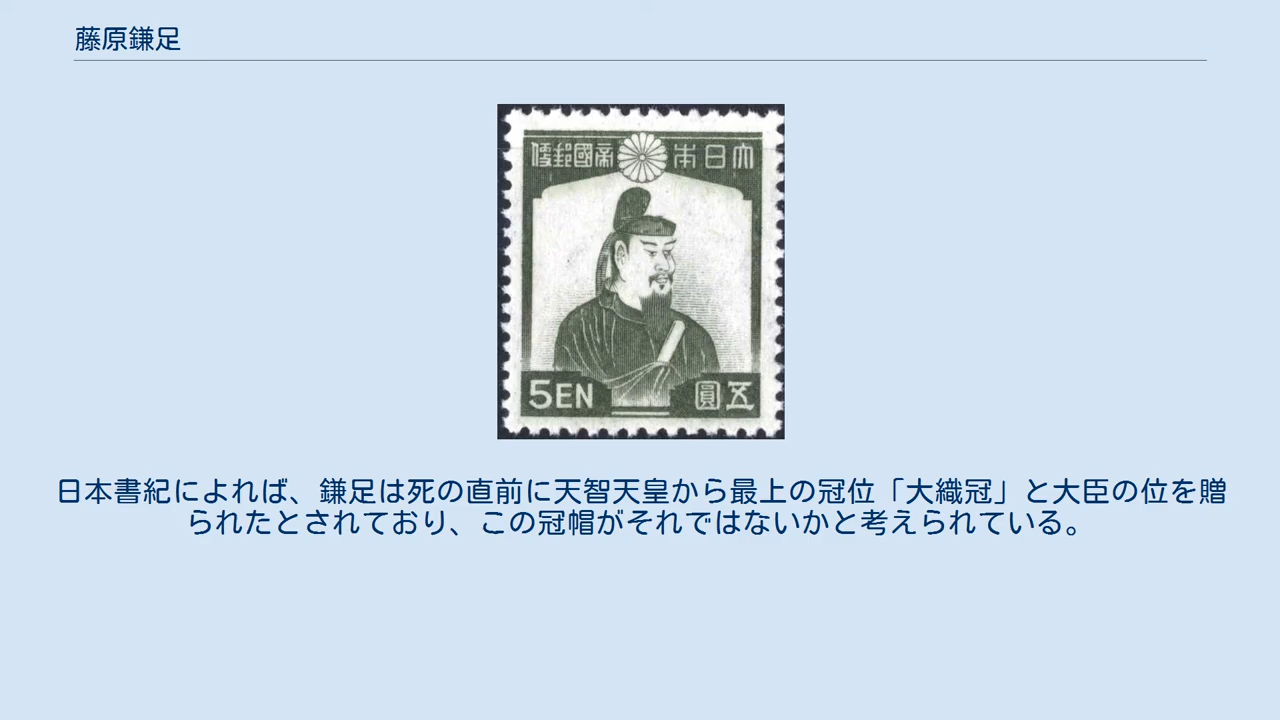 藤原鎌足
大日本帝國郵便
5EN
五圓
日本書紀によれば、鎌足は死の直前に天智天皇から最上の冠位「大織冠」と大臣の位を贈
られたとされており、この冠帽がそれではないかと考えられている。